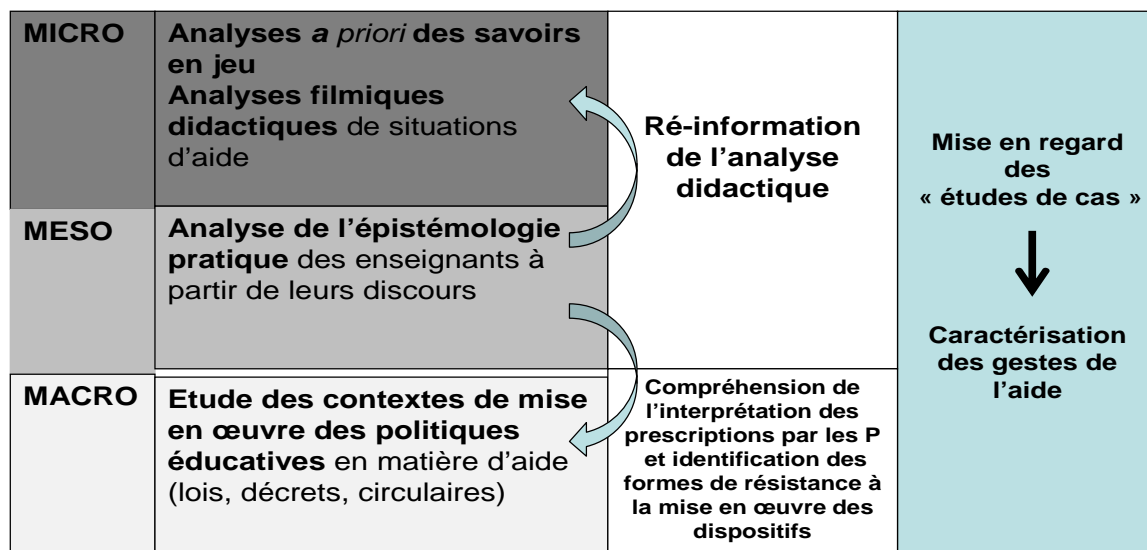 MICRO
Analyses a priori des savoirs
en jeu
Analyses filmiques
didactiques de situations
d'aide
Ré-information
de l'analyse
didactique
MESO
Analyse de l'épistémologie
pratique des enseignants à
partir de leurs discours
MACRO
Etude des contextes de mise
en œuvre des politiques
éducatives en matière d'aide
(lois, décrets, circulaires)
Compréhension de
l'interprétation des
prescriptions par les P
et identification des
formes de résistance à
la mise en œuvre des
dispositifs
Mise en regard
des
« études de cas »
Caractérisation
des gestes de
l'aide